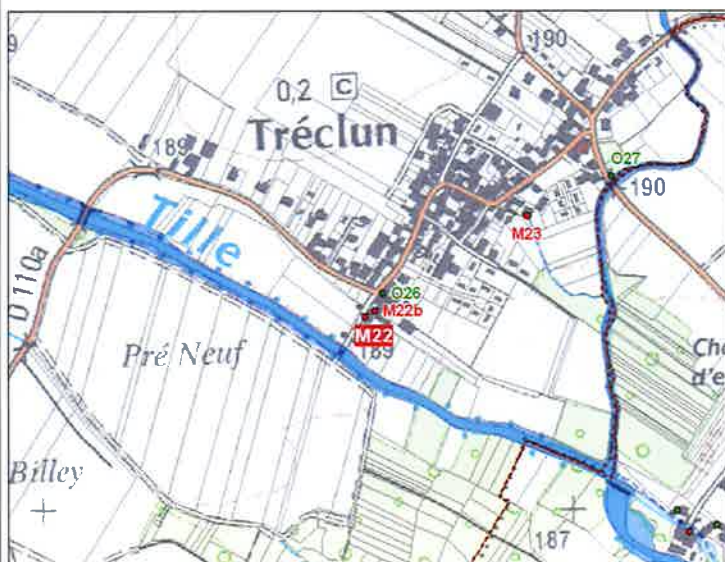 9
190
0,2 C
Tréclun
189
O27
190
Tille
M23
D 110a
O26
M22b
M22
189
Pré Neuf
Billey
187